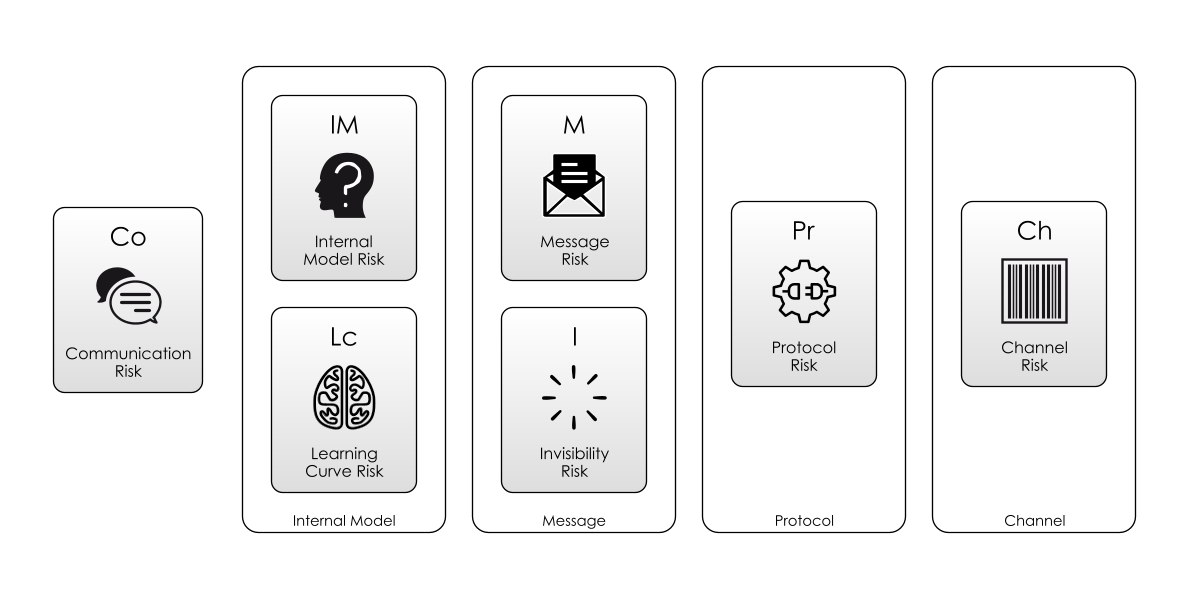 Co
Communication
Risk
IM
Internal
Model Risk
Lc
Learning
Curve Risk
Internal Model
M
Message
Risk
I
Invisibility
Risk
Message
Pr
Protocol
Risk
Protocol
Ch
Channel
Risk
Channel